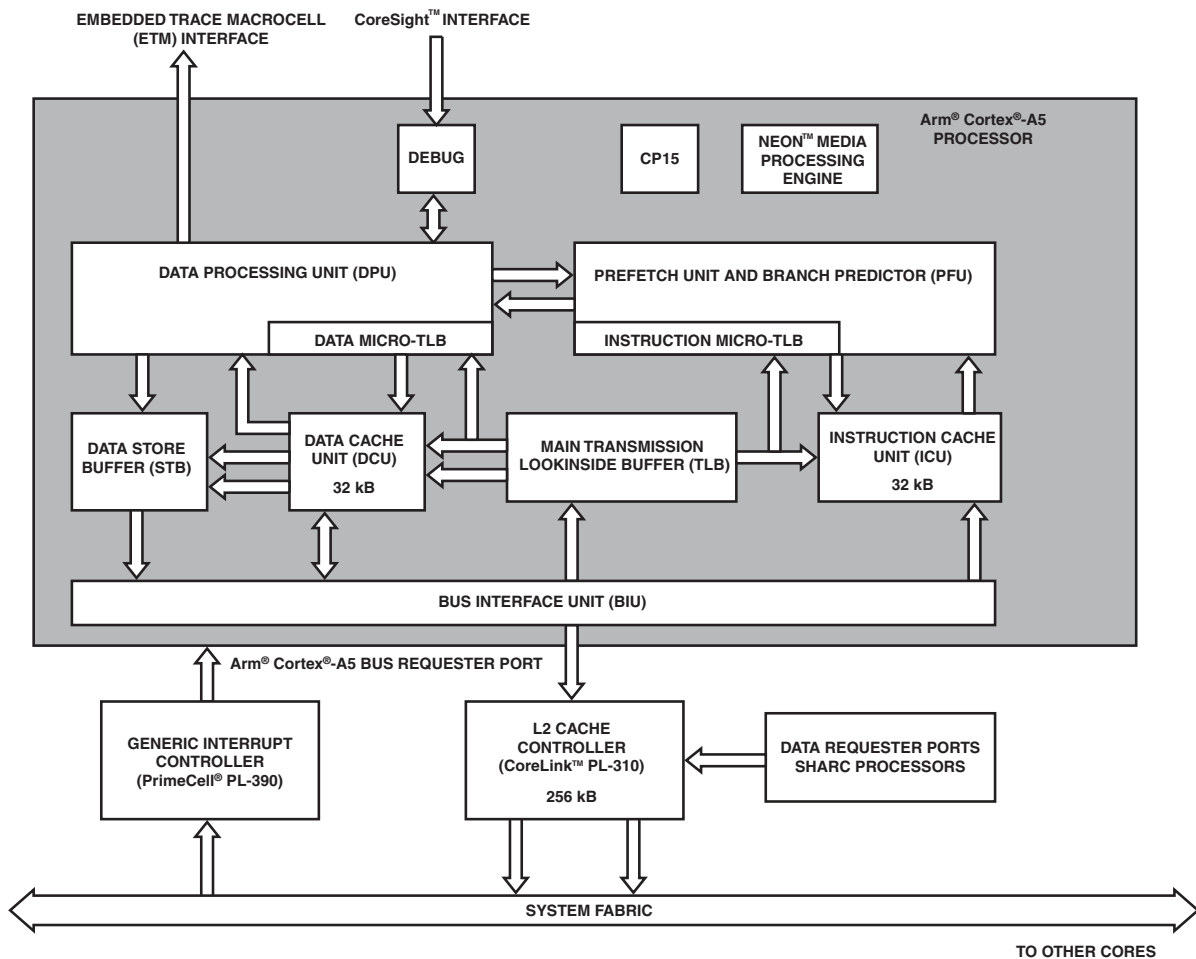 EMBEDDED TRACE MACROCELL
(ETM) INTERFACE
CoreSight™ INTERFACE
Arm® Cortex®-A5
PROCESSOR
DEBUG
CP15
NEON™ MEDIA
PROCESSING
ENGINE
DATA PROCESSING UNIT (DPU)
PREFETCH UNIT AND BRANCH PREDICTOR (PFU)
DATA MICRO-TLB
INSTRUCTION MICRO-TLB
DATA STORE
BUFFER (STB)
DATA CACHE
UNIT (DCU)
32 kB
MAIN TRANSMISSION
LOOKINSIDE BUFFER (TLB)
INSTRUCTION CACHE
UNIT (ICU)
32 kB
BUS INTERFACE UNIT (BIU)
Arm® Cortex®-A5 BUS REQUESTER PORT
GENERIC INTERRUPT
CONTROLLER
(PrimeCell® PL-390)
L2 CACHE
CONTROLLER
(CoreLink™ PL-310)
256 kB
DATA REQUESTER PORTS
SHARC PROCESSORS
SYSTEM FABRIC
TO OTHER CORES